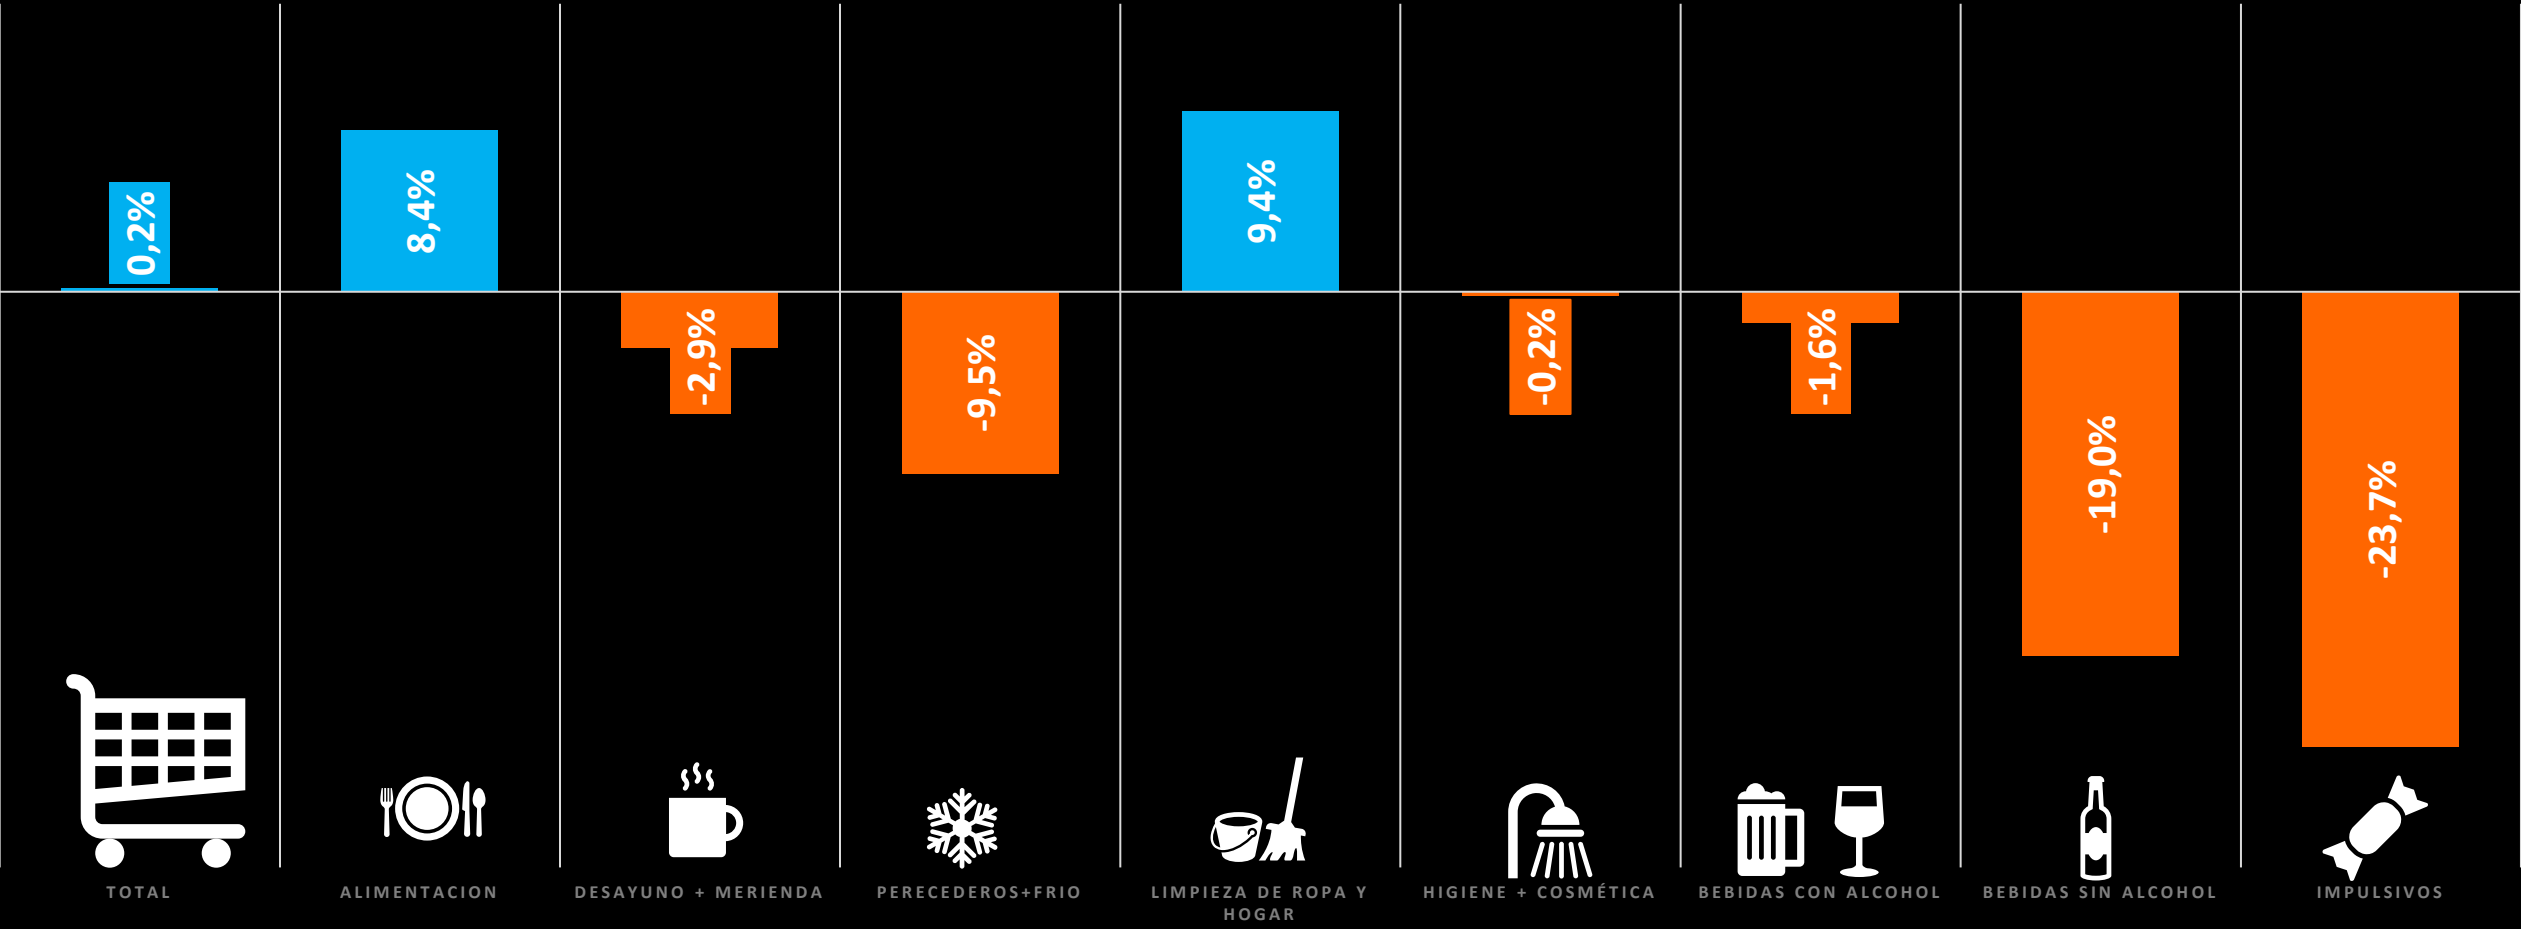 0,2%
8,4%
-2,9%
-9,5%
9,4%
-0,2%
-1,6%
-19,0%
-23,7%
TOTAL
ALIMENTACION
DESAYUNO + MERIENDA
PERECEDEROS+FRIO
LIMPIEZA DE ROPA Y
HOGAR
HIGIENE + COSMÉTICA
BEBIDAS CON ALCOHOL
BEBIDAS SIN ALCOHOL
IMPULSIVOS